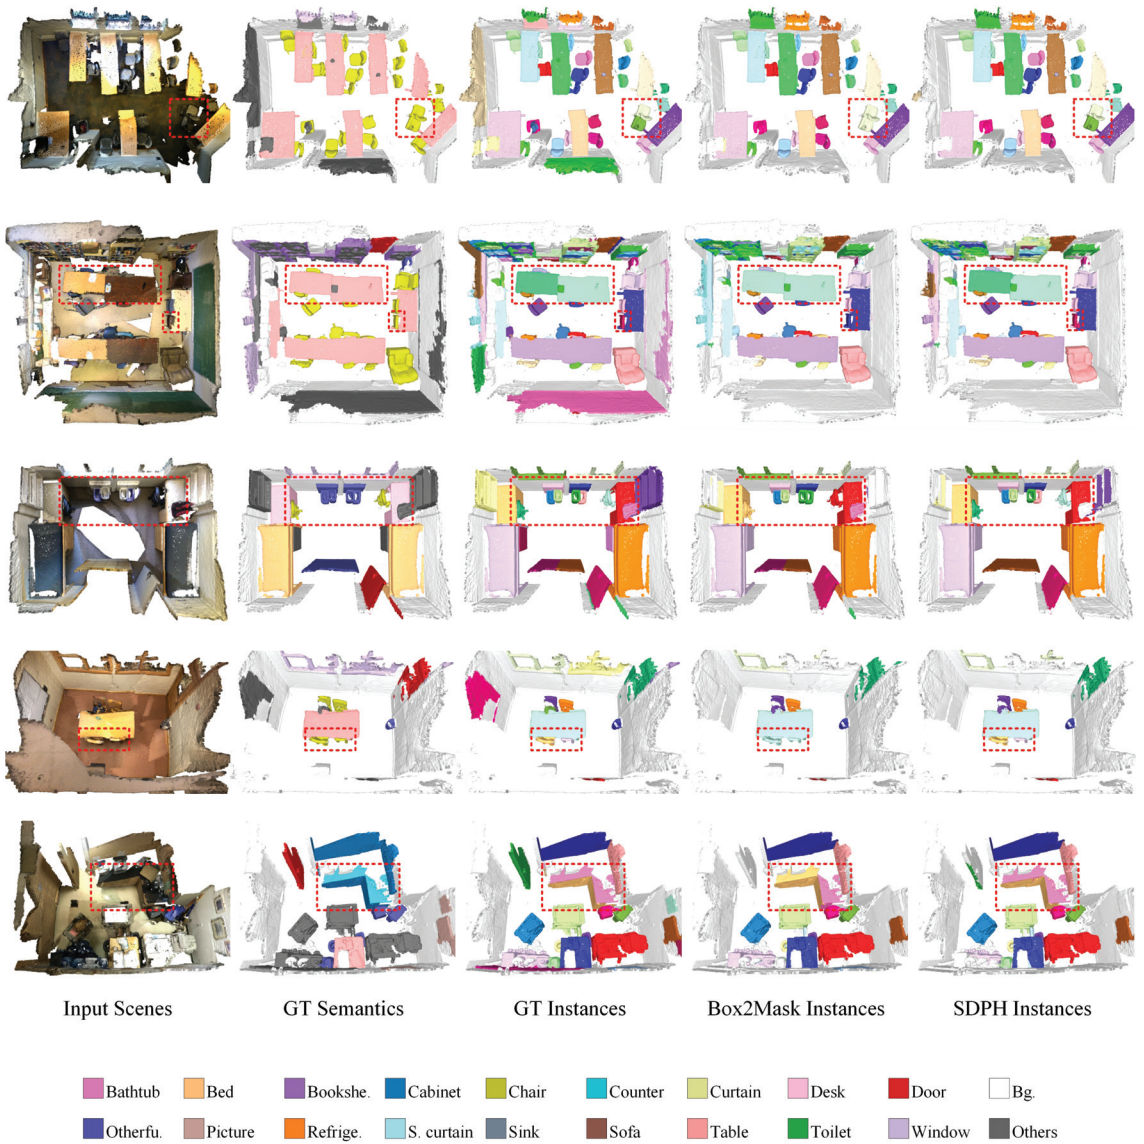 Input Scenes GT Semantics GT Instances Box2Mask Instances SDPH Instances
Bathtub Bed Bookshe. Cabinet Chair Counter Curtain Desk Door Bg.
Otherfu. Picture Refrige. S. curtain Sink Sofa Table Toilet Window Others